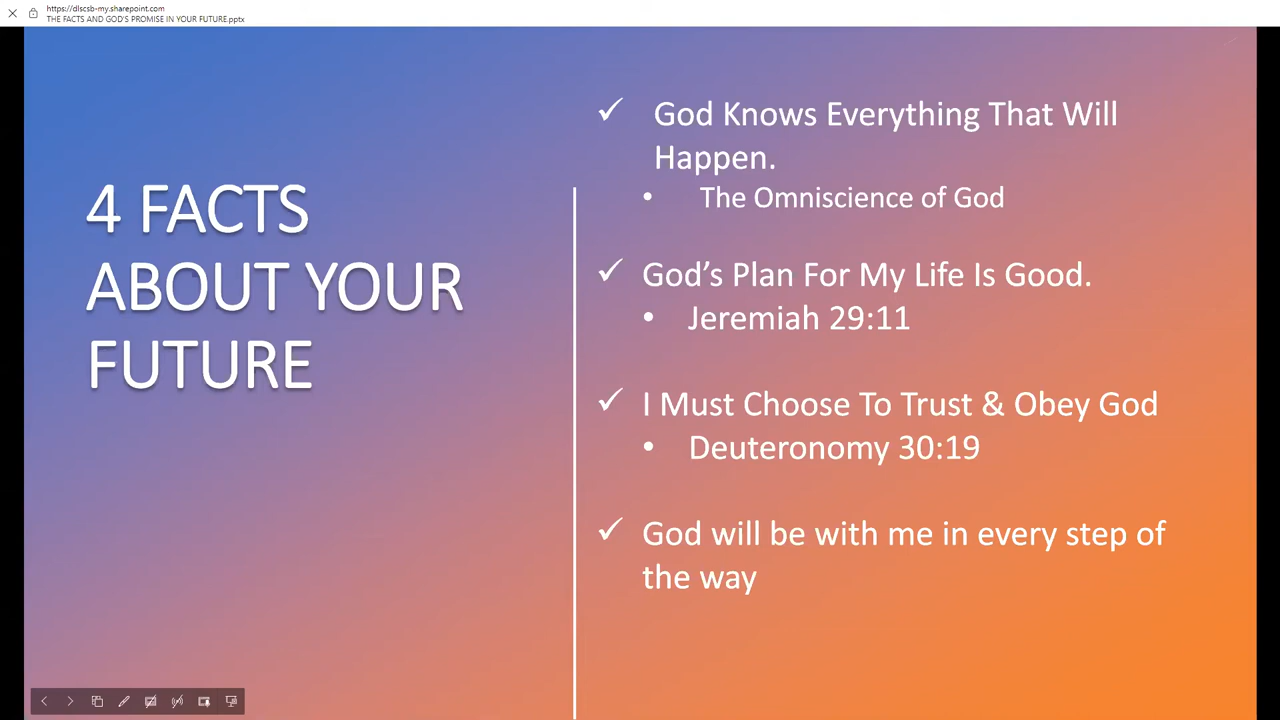 https://dlscsb-my.sharepoint.com
THE FACTS AND GOD'S PROMISE IN YOUR FUTURE.pptx
4 FACTS
ABOUT YOUR
FUTURE
God Knows Everything That Will
Happen.
The Omniscience of God
God’s Plan For My Life Is Good.
Jeremiah 29:11
I Must Choose To Trust & Obey God
Deuteronomy 30:19
God will be with me in every step of
the way